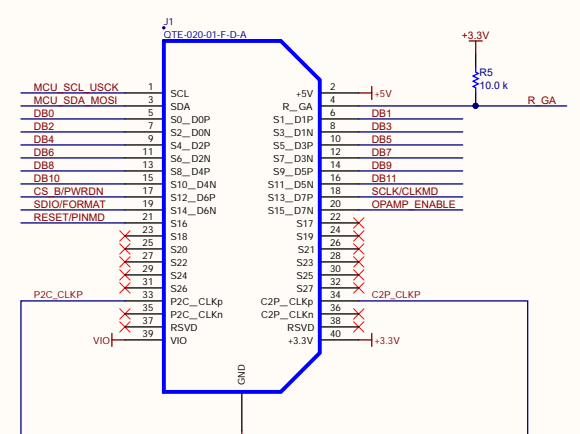 J1
QTE-020-01-F-D-A
+3.3V
R5
10.0 k
MCU_SCL_USCK 1 SCL +5V 2 +5V
MCU_SDA_MOSI 3 SDA R_GA 4 R_GA
DB0 5 S0_D0P S1_D1P 6 DB1
DB2 7 S2_D0N S3_D1N 8 DB3
DB4 9 S4_D2P S5_D3P 10 DB5
DB6 11 S6_D2N S7_D3N 12 DB7
DB8 13 S8_D4P S9_D5P 14 DB9
DB10 15 S10_D4N S11_D5N 16 DB11
CS_B/PWRDN 17 S12_D6P S13_D7P 18 SCLK/CLKMD
SDIO/FORMAT 19 S14_D6N S15_D7N 20 OPAMP_ENABLE
RESET/PINMD 21 S16 S17 22
23 S18 S19 24
25 S20 S21 26
27 S22 S23 28
29 S24 S25 30
31 S26 S27 32
P2C_CLKP 33 P2C_CLKp C2P_CLKp 34 C2P_CLKP
35 P2C_CLKn C2P_CLKn 36
37 RSVD RSVD 38
VIO 39 VIO +3.3V 40 +3.3V
GND